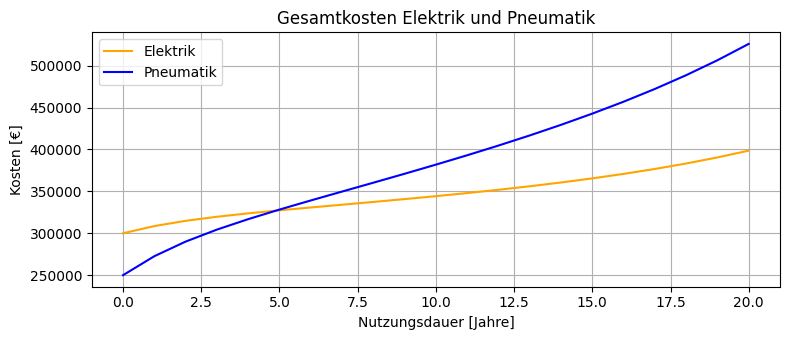 Gesamtkosten Elektrik und Pneumatik
Elektrik
Pneumatik
Kosten [€]
500000
450000
400000
350000
300000
250000
0.0 2.5 5.0 7.5 10.0 12.5 15.0 17.5 20.0
Nutzungsdauer [Jahre]